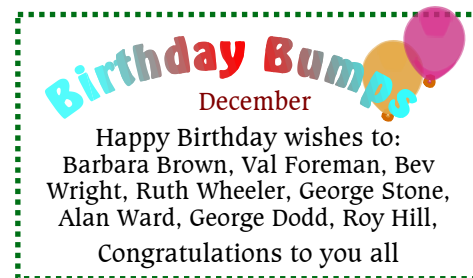 Birthday Bumps
December
Happy Birthday wishes to:
Barbara Brown, Val Foreman, Bev
Wright, Ruth Wheeler, George Stone,
Alan Ward, George Dodd, Roy Hill,
Congratulations to you all